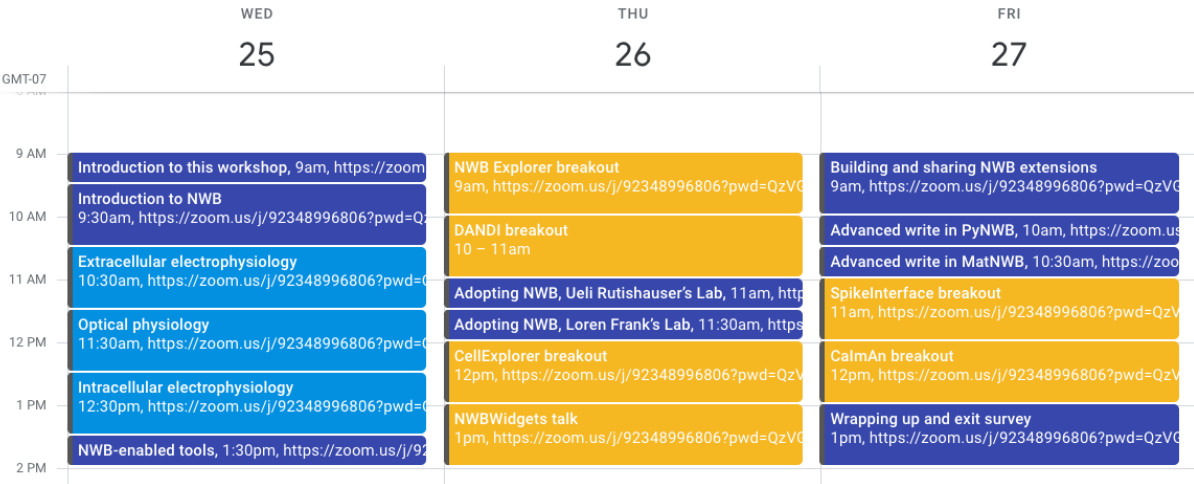 WED
25
THU
26
FRI
27
GMT-07
9 AM
10 AM
11 AM
12 PM
1 PM
2 PM
Introduction to this workshop, 9am, https://zoom
Introduction to NWB
9:30am, https://zoom.us/j/92348996806?pwd=Qz
Extracellular electrophysiology
10:30am, https://zoom.us/j/92348996806?pwd=
Optical physiology
11:30am, https://zoom.us/j/92348996806?pwd=
Intracellular electrophysiology
12:30pm, https://zoom.us/j/92348996806?pwd=
NWB-enabled tools, 1:30pm, https://zoom.us/j/92
NWB Explorer breakout
9am, https://zoom.us/j/92348996806?pwd=QzVG
DANDI breakout
10 – 11am
Adopting NWB, Ueli Rutishauser's Lab, 11am, http
Adopting NWB, Loren Frank's Lab, 11:30am, https
CellExplorer breakout
12pm, https://zoom.us/j/92348996806?pwd=QzV
NWBWidgets talk
1pm, https://zoom.us/j/92348996806?pwd=QzVG
Building and sharing NWB extensions
9am, https://zoom.us/j/92348996806?pwd=QzVG
Advanced write in PyNWB, 10am, https://zoom.us
Advanced write in MatNWB, 10:30am, https://zoo
SpikeInterface breakout
11am, https://zoom.us/j/92348996806?pwd=QzV
CaImAn breakout
12pm, https://zoom.us/j/92348996806?pwd=QzV
Wrapping up and exit survey
1pm, https://zoom.us/j/92348996806?pwd=QzVG